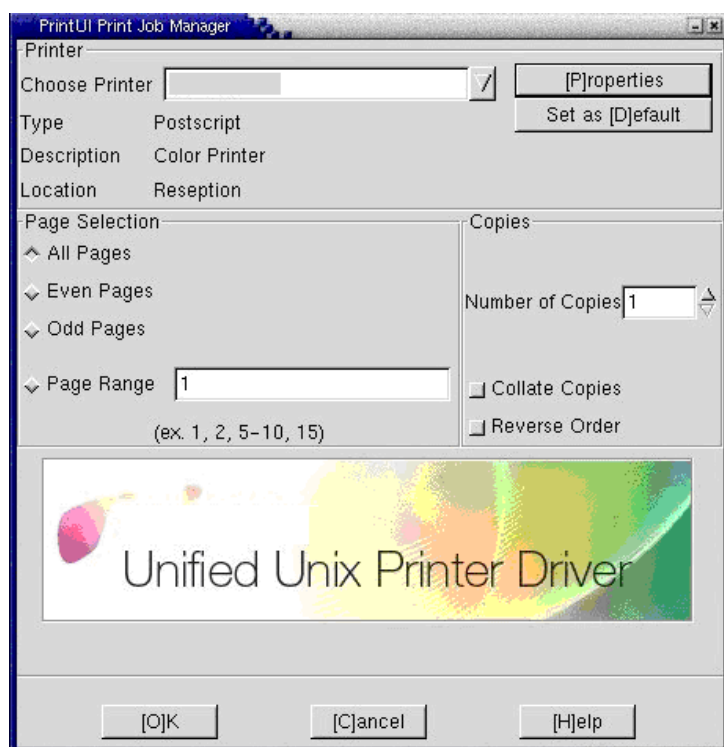 PrintUI Print Job Manager
Printer
Choose Printer
[P]roperties
Set as [D]efault
Type Postscript
Description Color Printer
Location Reseption
Page Selection
All Pages
Even Pages
Odd Pages
Page Range 1
(ex. 1, 2, 5-10, 15)
Copies
Number of Copies 1
Collate Copies
Reverse Order
Unified Unix Printer Driver
[O]K
[C]ancel
[H]elp